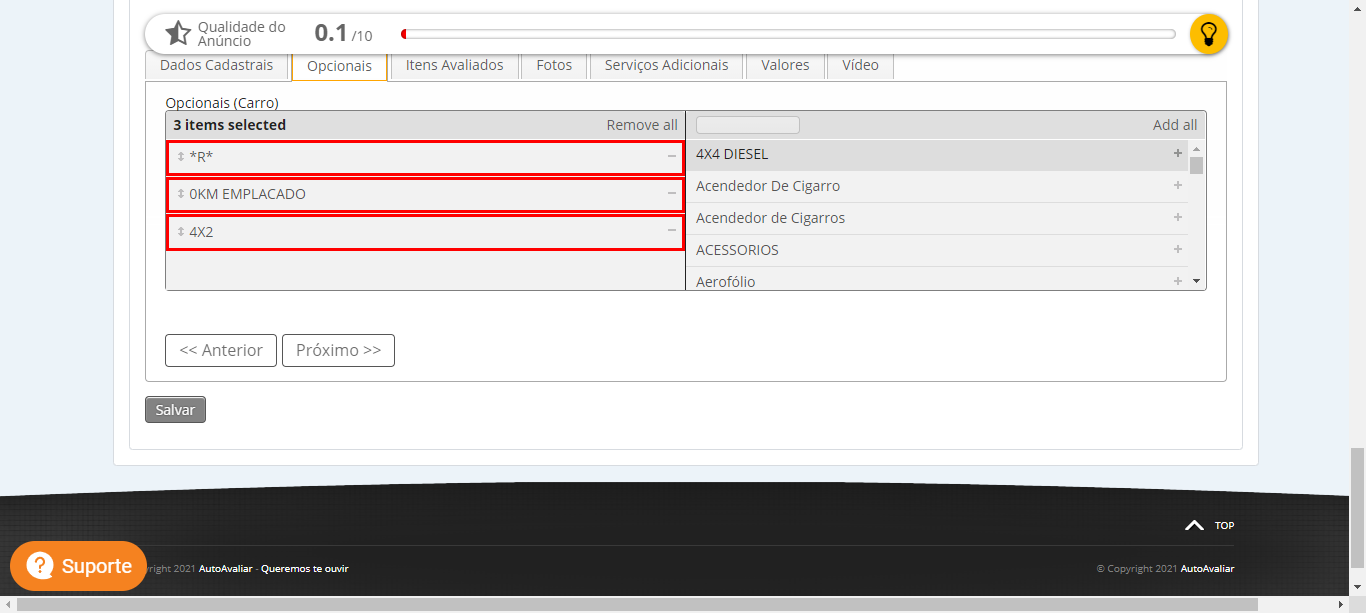 Qualidade do
Anúncio
0.1 /10
Dados Cadastrais
Opcionais
Itens Avaliados
Fotos
Serviços Adicionais
Valores
Vídeo
Opcionais (Carro)
3 items selected
Remove all
Add all
*R*
0KM EMPLACADO
4X2
4X4 DIESEL
Acendedor De Cigarro
Acendedor de Cigarros
ACESSORIOS
Aerofólio
<< Anterior
Próximo >>
Salvar
TOP
Suporte
2021 AutoAvaliar - Queremos te ouvir
© Copyright 2021 AutoAvaliar